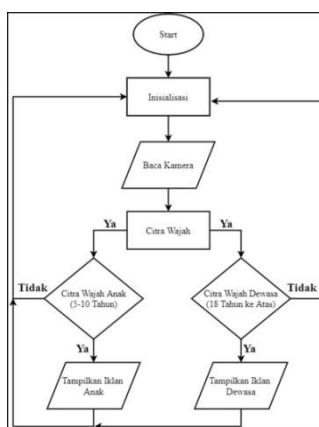 Start
Inisialisasi
Baca Kamera
Ya
Ya
Citra Wajah
Tidak
Citra Wajah Anak
(5-10 Tahun)
Citra Wajah Dewasa
(18 Tahun ke Atas)
Tidak
Ya
Ya
Tampilkan Iklan
Anak
Tampilkan Iklan
Dewasa